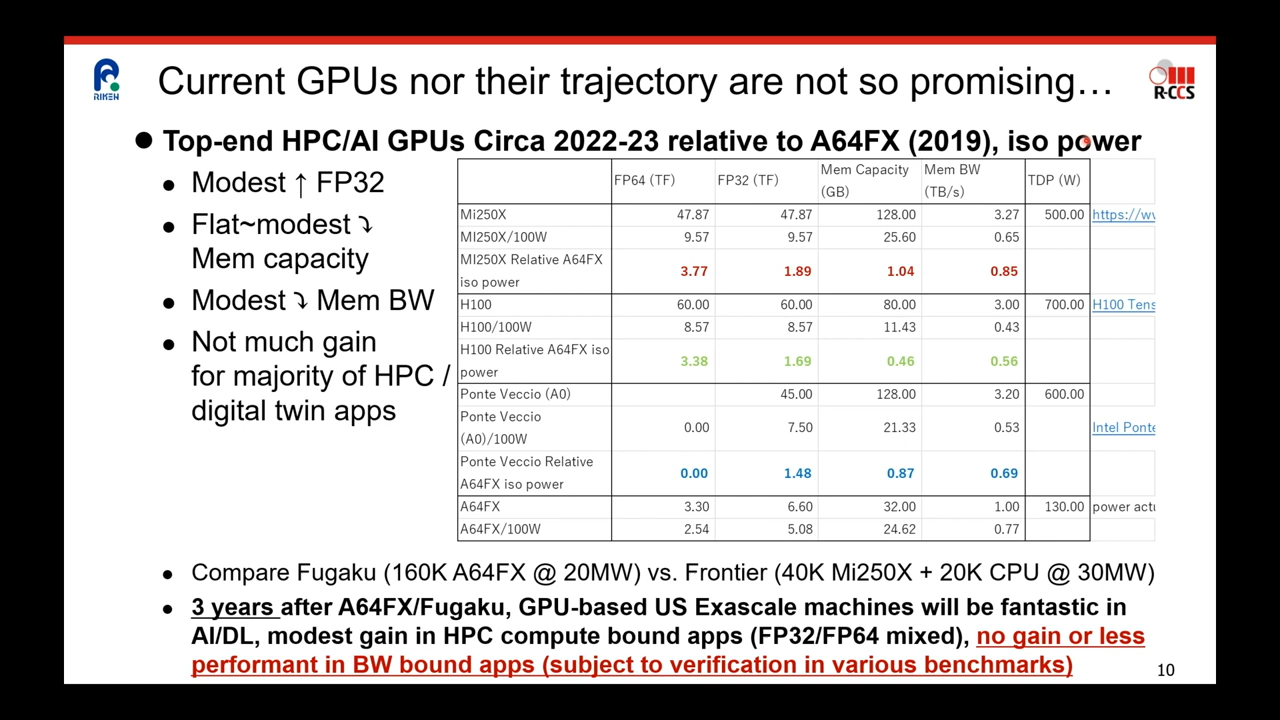 RIKEN
Current GPUs nor their trajectory are not so promising…
R-CCS
● Top-end HPC/AI GPUs Circa 2022-23 relative to A64FX (2019), iso power
● Modest ↑ FP32
● Flat~modest ⤵
Mem capacity
● Modest ⤵ Mem BW
● Not much gain
for majority of HPC /
digital twin apps
FP64 (TF) FP32 (TF) Mem Capacity (GB) Mem BW (TB/s) TDP (W)
Mi250X 47.87 47.87 128.00 3.27 500.00 https://ww
MI250X/100W 9.57 9.57 25.60 0.65
MI250X Relative A64FX
iso power 3.77 1.89 1.04 0.85
H100 60.00 60.00 80.00 3.00 700.00 H100 Tens
H100/100W 8.57 8.57 11.43 0.43
H100 Relative A64FX iso
power 3.38 1.69 0.46 0.56
Ponte Veccio (A0) 45.00 128.00 3.20 600.00
Ponte Veccio
(A0)/100W 0.00 7.50 21.33 0.53 Intel Ponte
Ponte Veccio Relative
A64FX iso power 0.00 1.48 0.87 0.69
A64FX 3.30 6.60 32.00 1.00 130.00 power actu
A64FX/100W 2.54 5.08 24.62 0.77
● Compare Fugaku (160K A64FX @ 20MW) vs. Frontier (40K Mi250X + 20K CPU @ 30MW)
● 3 years after A64FX/Fugaku, GPU-based US Exascale machines will be fantastic in
AI/DL, modest gain in HPC compute bound apps (FP32/FP64 mixed), no gain or less
performant in BW bound apps (subject to verification in various benchmarks)
10